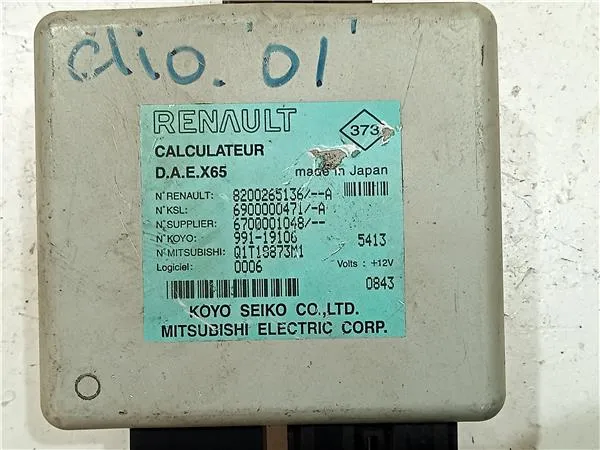 clio. '01'
RENAULT
373
CALCULATEUR
D.A.E.X65
made in Japan
N°RENAULT: 8200265136/--A
N°KSL: 6900000471/-A
N°SUPPLIER: 6700001048/--
N°KOYO: 991-19106 5413
N°MITSUBISHI: Q1T18873M1
Logiciel: 0006 Volts : +12V
0843
KOYO SEIKO CO.,LTD.
MITSUBISHI ELECTRIC CORP.